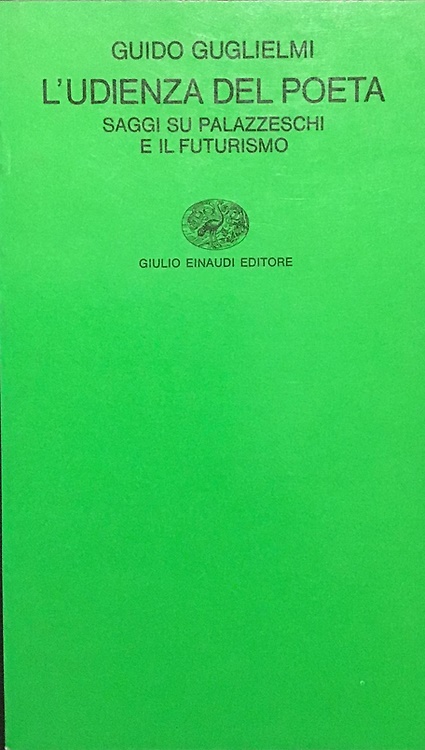 GUIDO GUGLIELMI
L'UDIENZA DEL POETA
SAGGI SU PALAZZESCHI
E IL FUTURISMO
GIULIO EINAUDI EDITORE